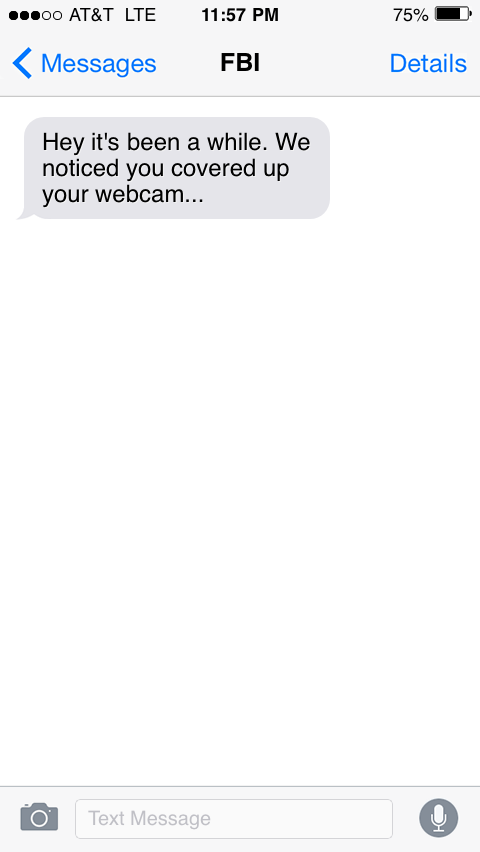 AT&T LTE 11:57 PM 75%
Messages FBI Details
Hey it's been a while. We
noticed you covered up
your webcam...
Text Message